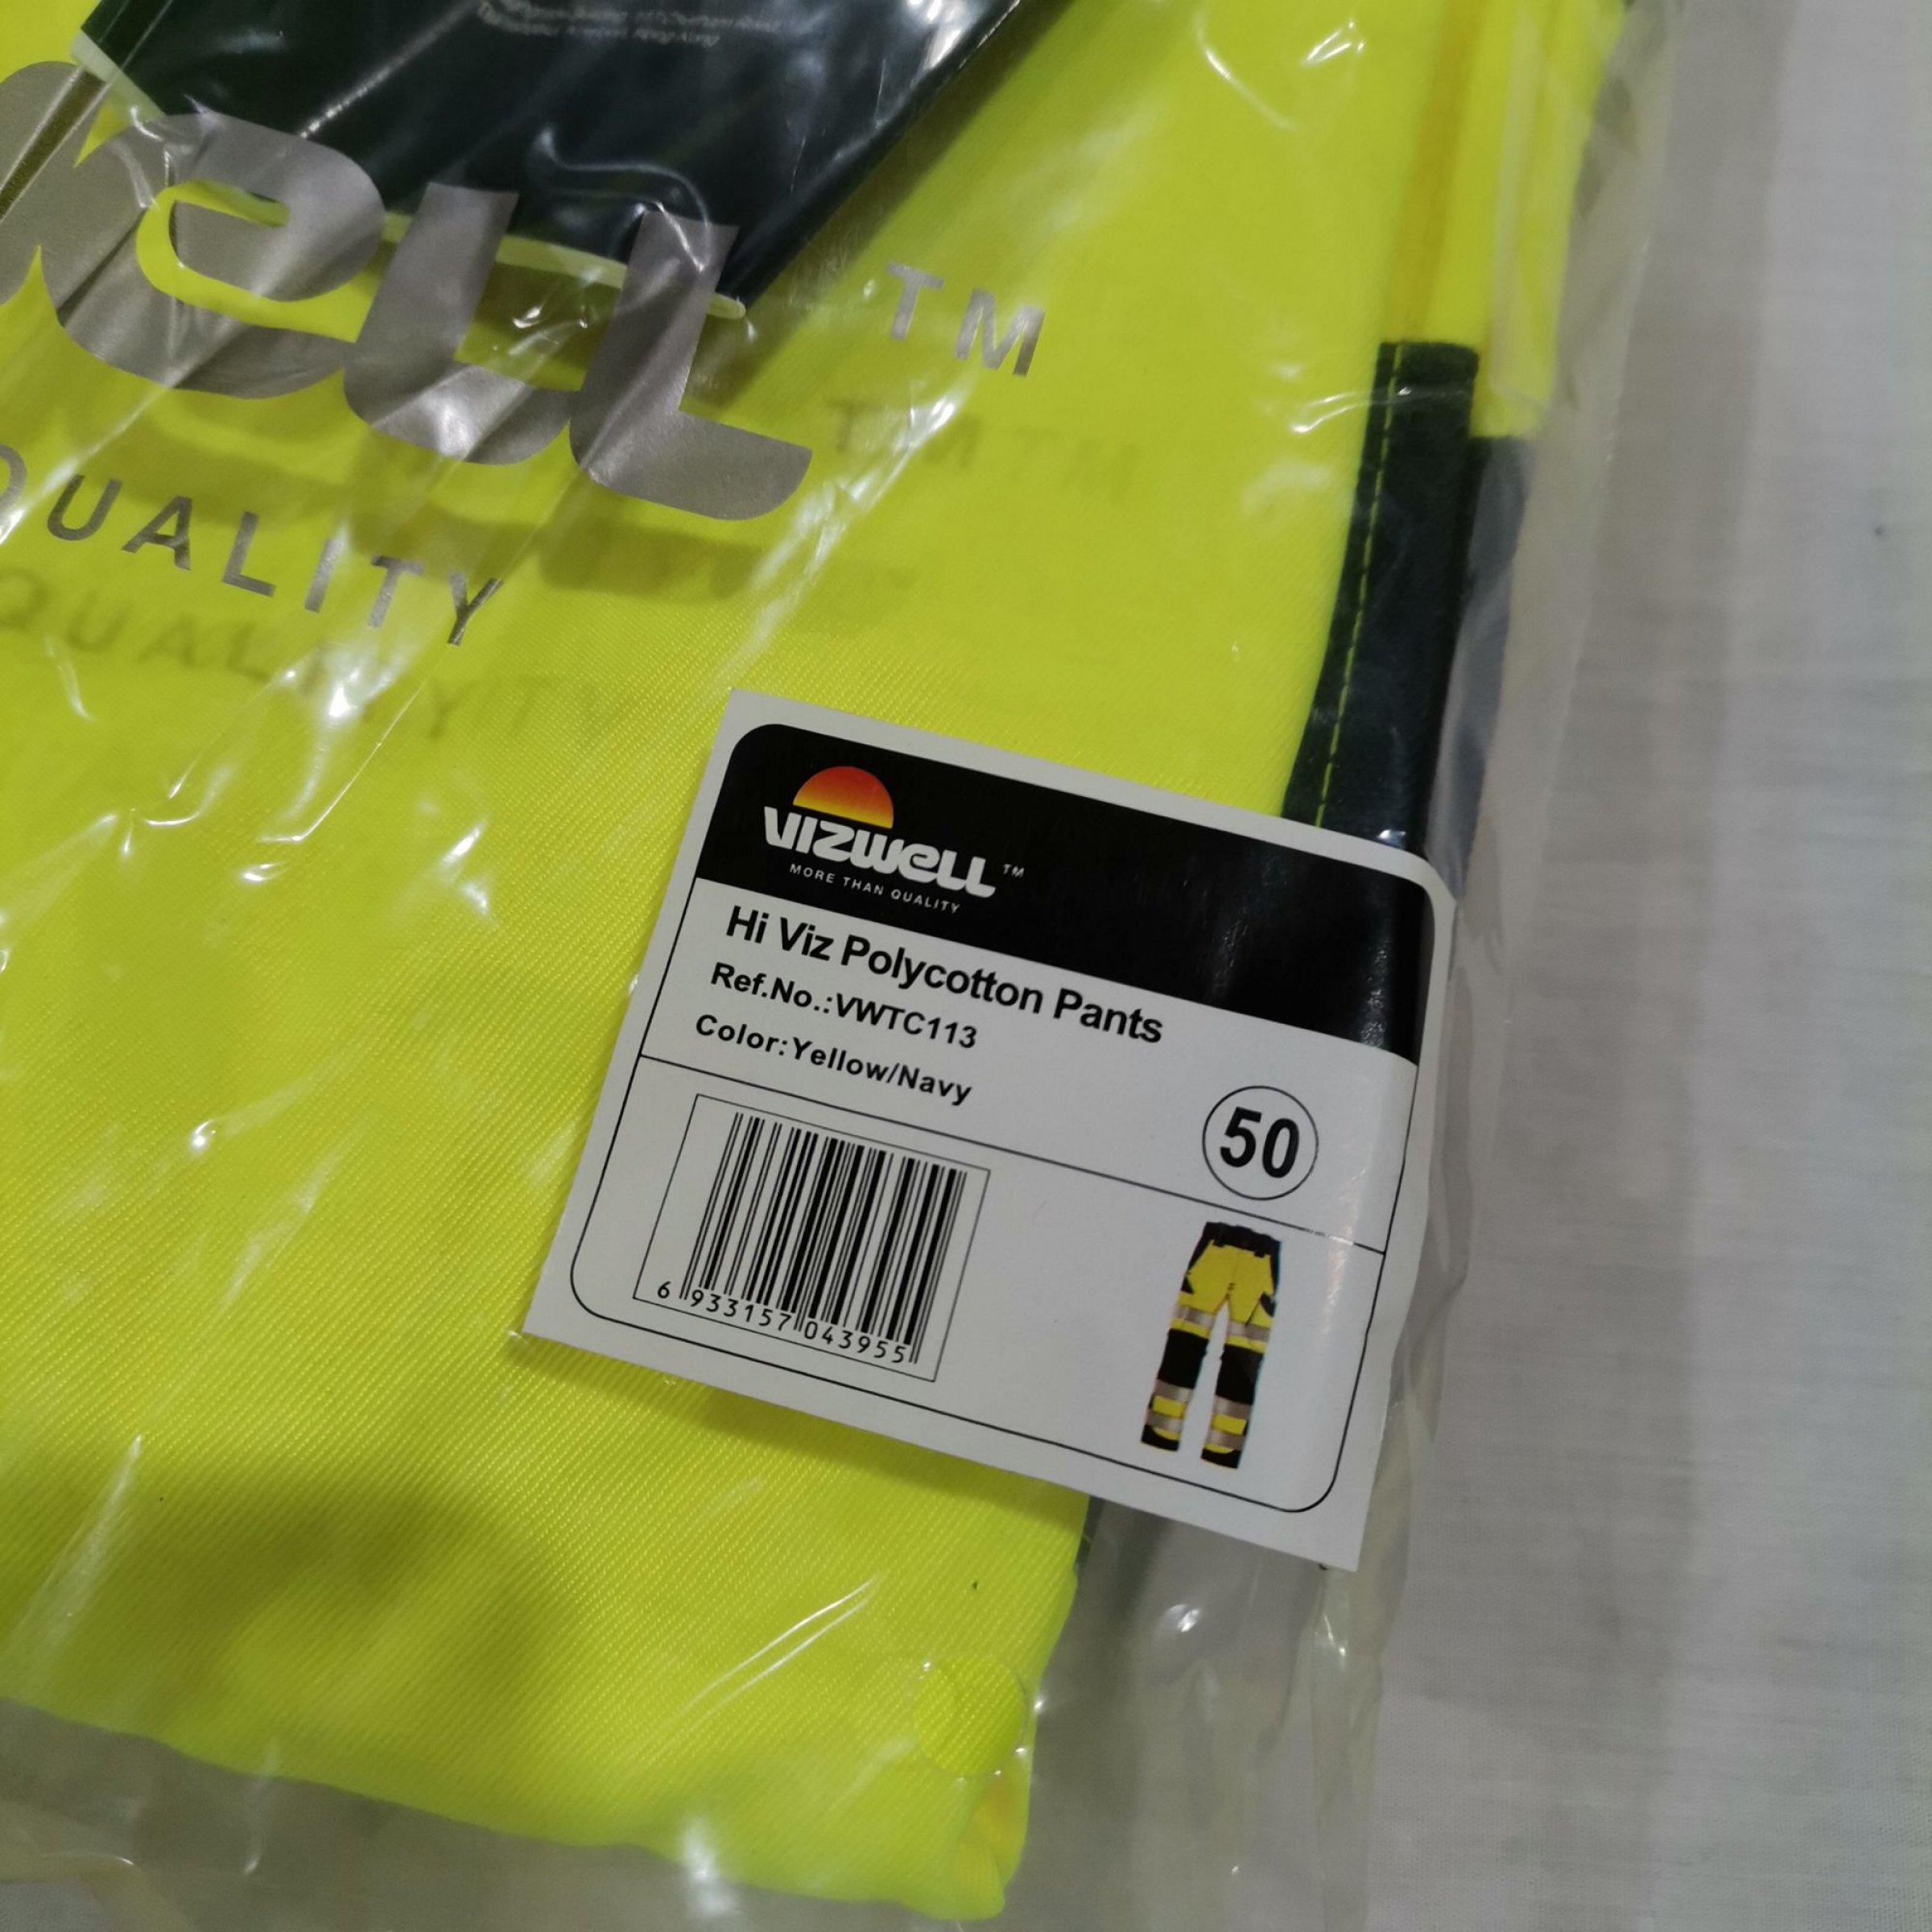 ell TM
QUALITY
VIZWELL TM
MORE THAN QUALITY
Hi Viz Polycotton Pants
Ref.No.:VWTC113
Color:Yellow/Navy
50
6 933157 043955